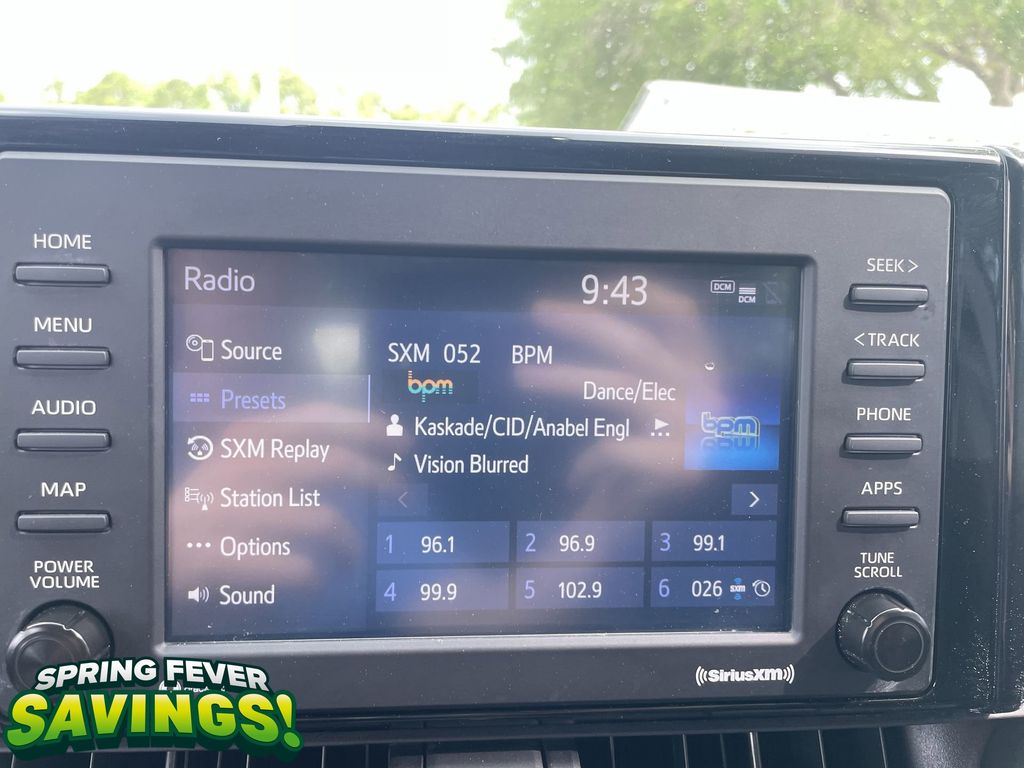 HOME
MENU
AUDIO
MAP
POWER
VOLUME
Radio
9:43
DCM
DCM
Source
Presets
SXM Replay
Station List
Options
Sound
SXM 052 BPM
bpm
Dance/Elec
Kaskade/CID/Anabel Engl
Vision Blurred
bpm
1 96.1
2 96.9
3 99.1
4 99.9
5 102.9
6 026 sxm
SEEK >
< TRACK
PHONE
APPS
TUNE
SCROLL
SiriusXM
SPRING FEVER
SAVINGS!